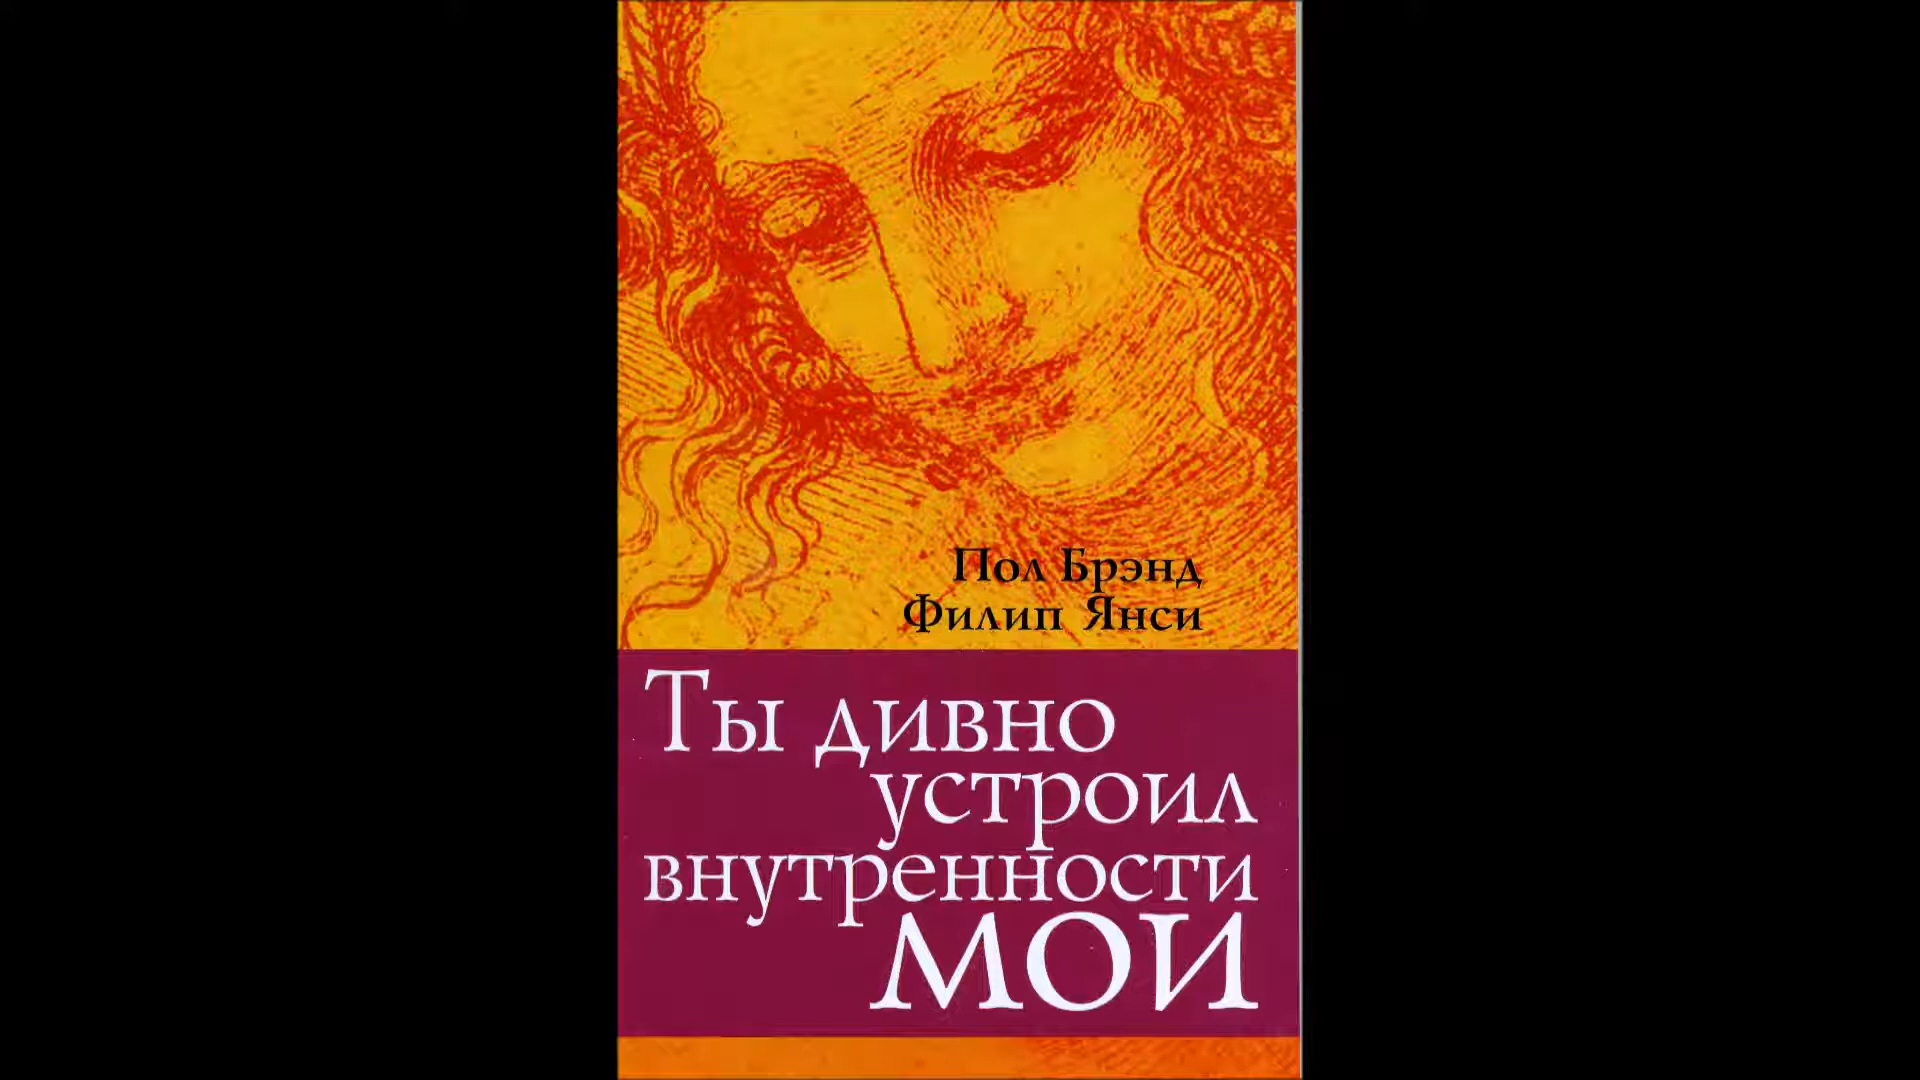 Пол Брэнд
Филип Янси
Ты дивно
устроил
внутренности
мои